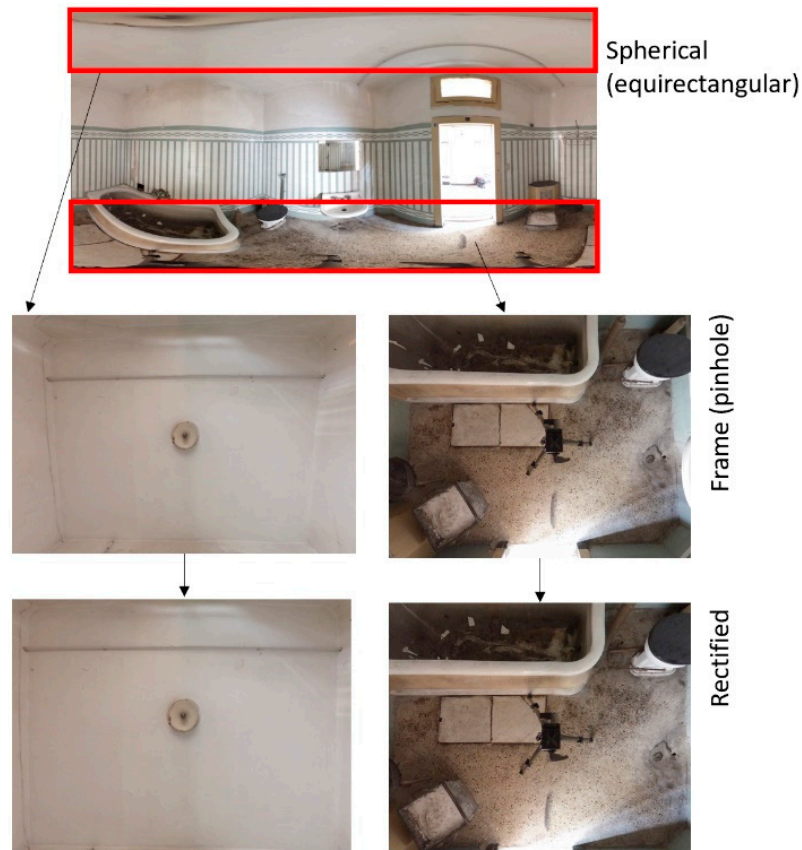 Spherical
(equirectangular)
Frame (pinhole)
Rectified